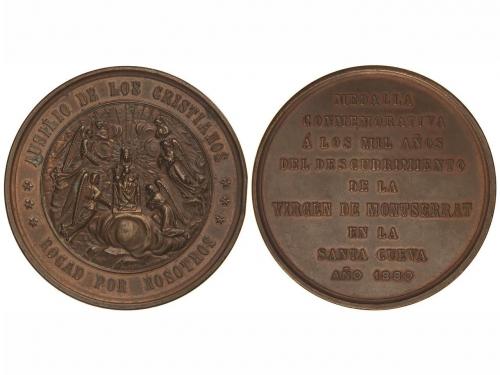 AUSILIO DE LOS CRISTIANOS
ROGAD POR NOSOTROS
MEDALLA
CONMEMORATIVA
Á LOS MIL AÑOS
DEL DESCUBRIMIENTO
DE LA
VIRGEN DE MONTSERRAT
EN LA
SANTA CUEVA
AÑO 1880